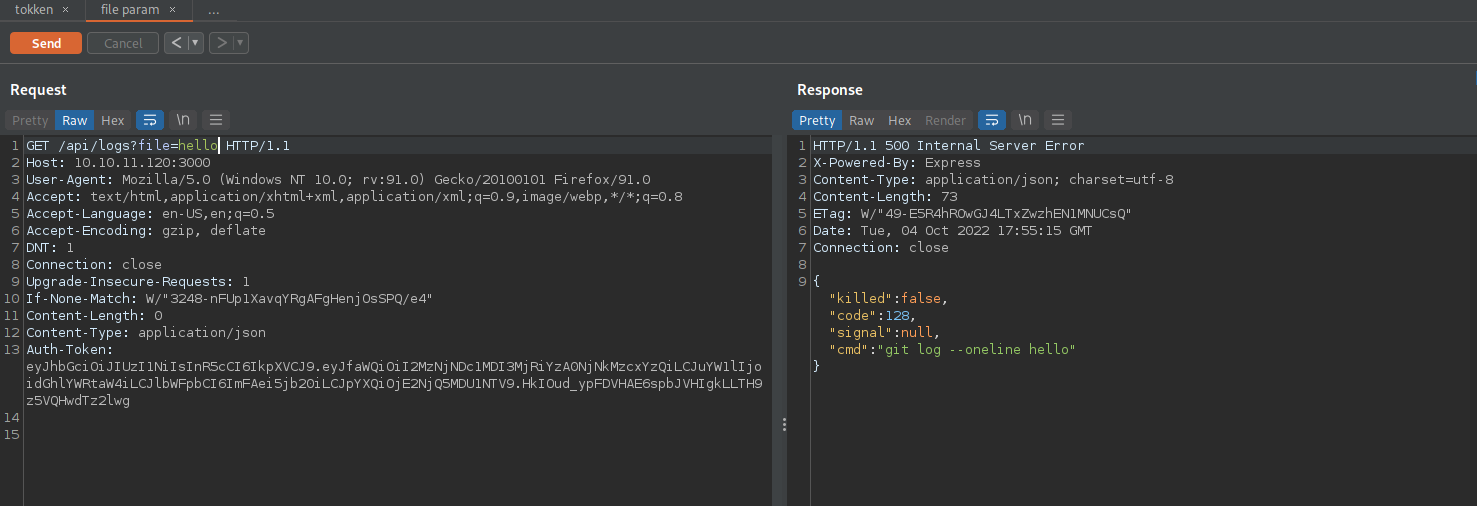 tokken × file param × ...
Send Cancel < ▾ > ▾
Request
Pretty Raw Hex \n
1 GET /api/logs?file=hello HTTP/1.1
2 Host: 10.10.11.120:3000
3 User-Agent: Mozilla/5.0 (Windows NT 10.0; rv:91.0) Gecko/20100101 Firefox/91.0
4 Accept: text/html,application/xhtml+xml,application/xml;q=0.9,image/webp,*/*;q=0.8
5 Accept-Language: en-US,en;q=0.5
6 Accept-Encoding: gzip, deflate
7 DNT: 1
8 Connection: close
9 Upgrade-Insecure-Requests: 1
10 If-None-Match: W/"3248-nFUp1XavqYRgAFgHenjOsSPQ/e4"
11 Content-Length: 0
12 Content-Type: application/json
13 Auth-Token:
eyJhbGciOiJIUzI1NiIsInR5cCI6IkpXVCJ9.eyJfaWQiOiI2MzNjNDc1MDI3MjRiYzA0NjNkMzcxYzQiLCJuYW1lIjo
idGhlYWRtaW4iLCJlbWFpbCI6ImFAei5jb20iLCJpYXQiOjE2NjQ5MDU1NTV9.HkIOud_ypFDVHAE6spbJVHIgkLLTH9
z5VQHwdTz2lwg
14
15
Response
Pretty Raw Hex Render \n
1 HTTP/1.1 500 Internal Server Error
2 X-Powered-By: Express
3 Content-Type: application/json; charset=utf-8
4 Content-Length: 73
5 ETag: W/"49-E5R4hROwGJ4LTxZwzhEN1MNUCsQ"
6 Date: Tue, 04 Oct 2022 17:55:15 GMT
7 Connection: close
8
9 {
"killed":false,
"code":128,
"signal":null,
"cmd":"git log --oneline hello"
}